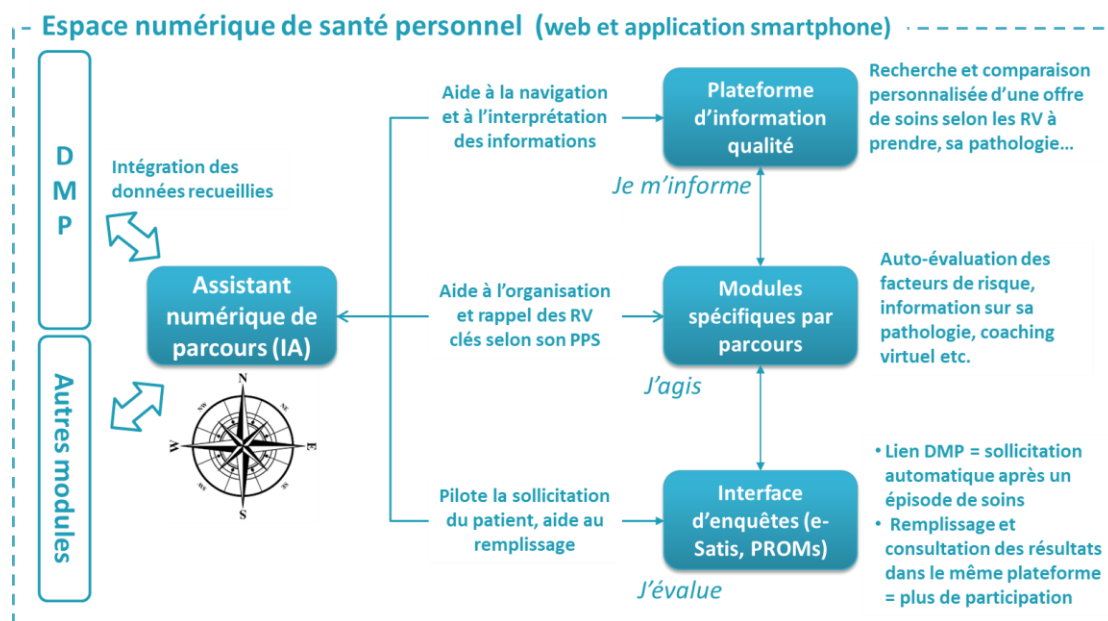 Espace numérique de santé personnel (web et application smartphone)
D
M
P
Autres modules
Intégration des
données recueillies
Assistant
numérique de
parcours (IA)
N
NE
E
SE
S
SW
W
NW
Aide à la navigation
et à l'interprétation
des informations
Plateforme
d'information
qualité
Je m'informe
Recherche et comparaison
personnalisée d'une offre
de soins selon les RV à
prendre, sa pathologie...
Aide à l'organisation
et rappel des RV
clés selon son PPS
Modules
spécifiques par
parcours
J'agis
Auto-évaluation des
facteurs de risque,
information sur sa
pathologie, coaching
virtuel etc.
Pilote la sollicitation
du patient, aide au
remplissage
Interface
d'enquêtes (e-
Satis, PROMs)
J'évalue
• Lien DMP = sollicitation
automatique après un
épisode de soins
• Remplissage et
consultation des résultats
dans le même plateforme
= plus de participation